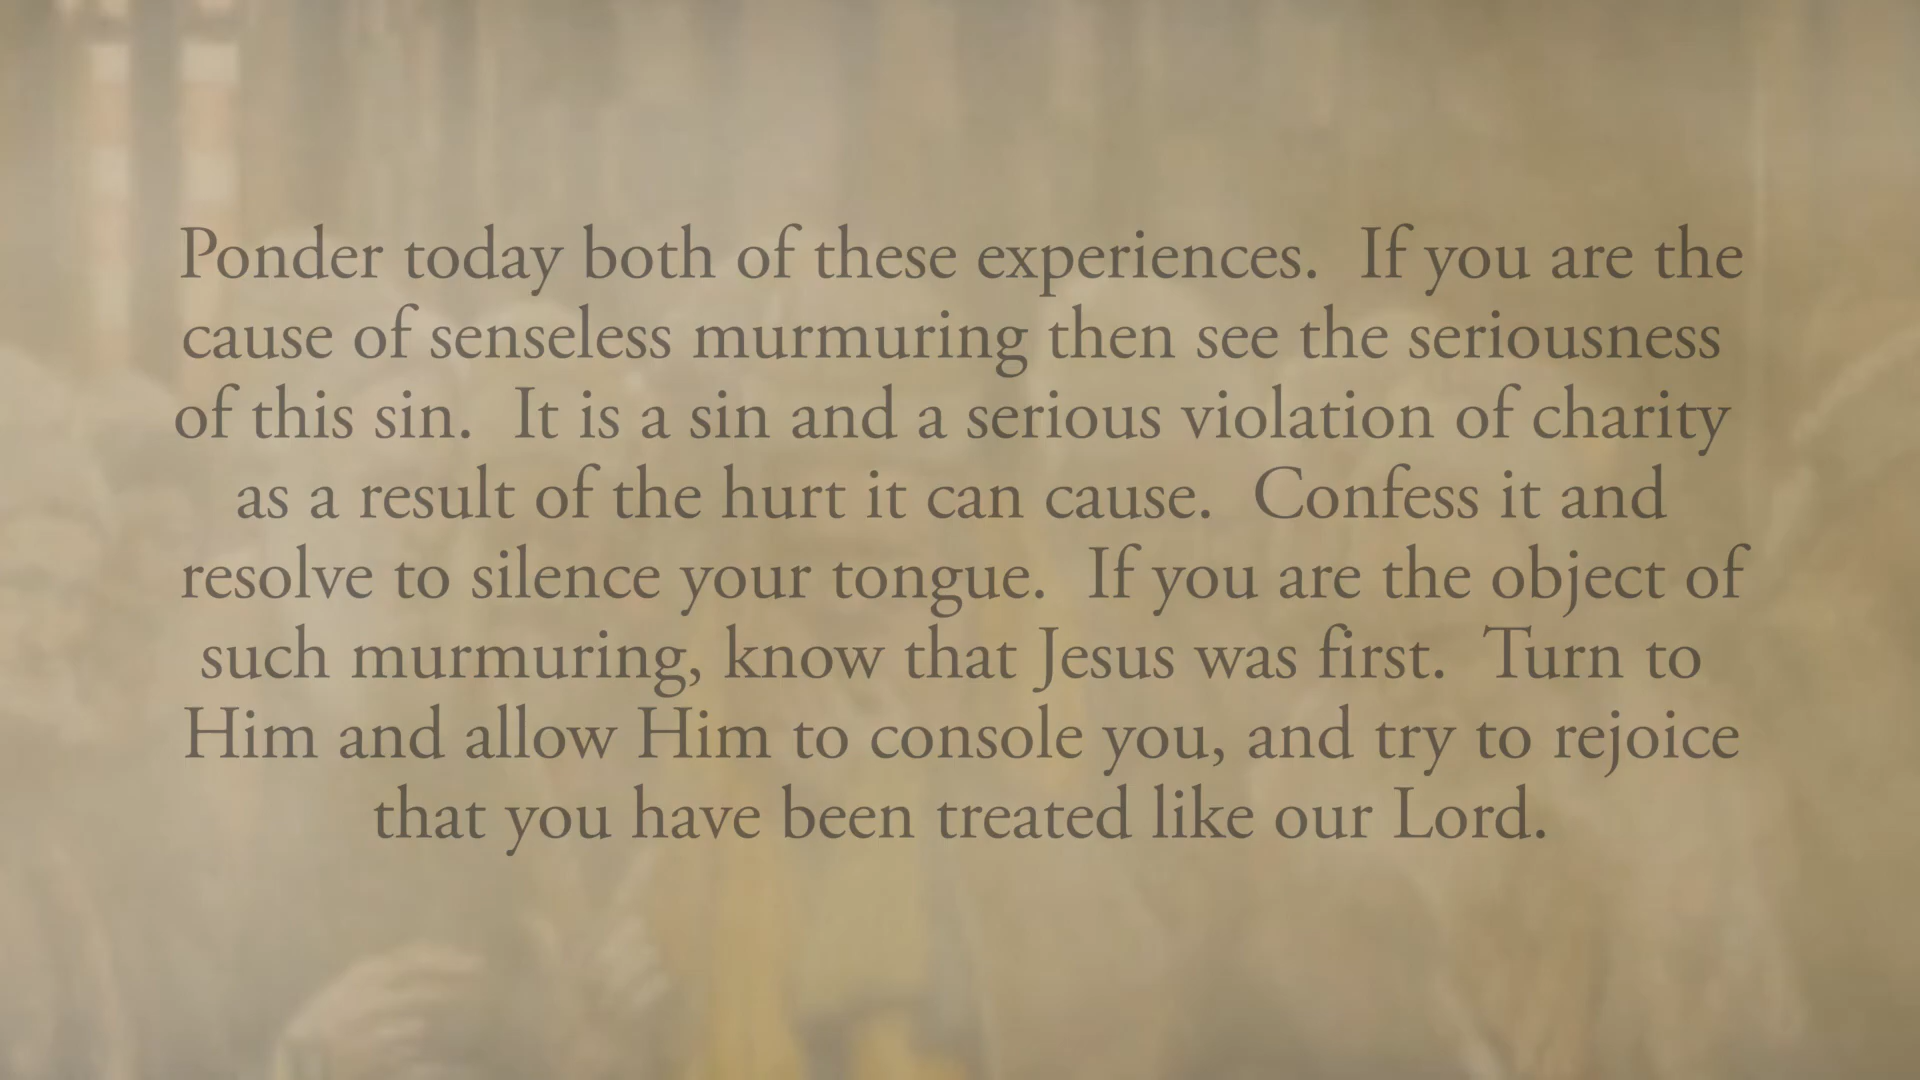 Ponder today both of these experiences.  If you are the
cause of senseless murmuring then see the seriousness
of this sin.  It is a sin and a serious violation of charity
as a result of the hurt it can cause.  Confess it and
resolve to silence your tongue.  If you are the object of
such murmuring, know that Jesus was first.  Turn to
Him and allow Him to console you, and try to rejoice
that you have been treated like our Lord.